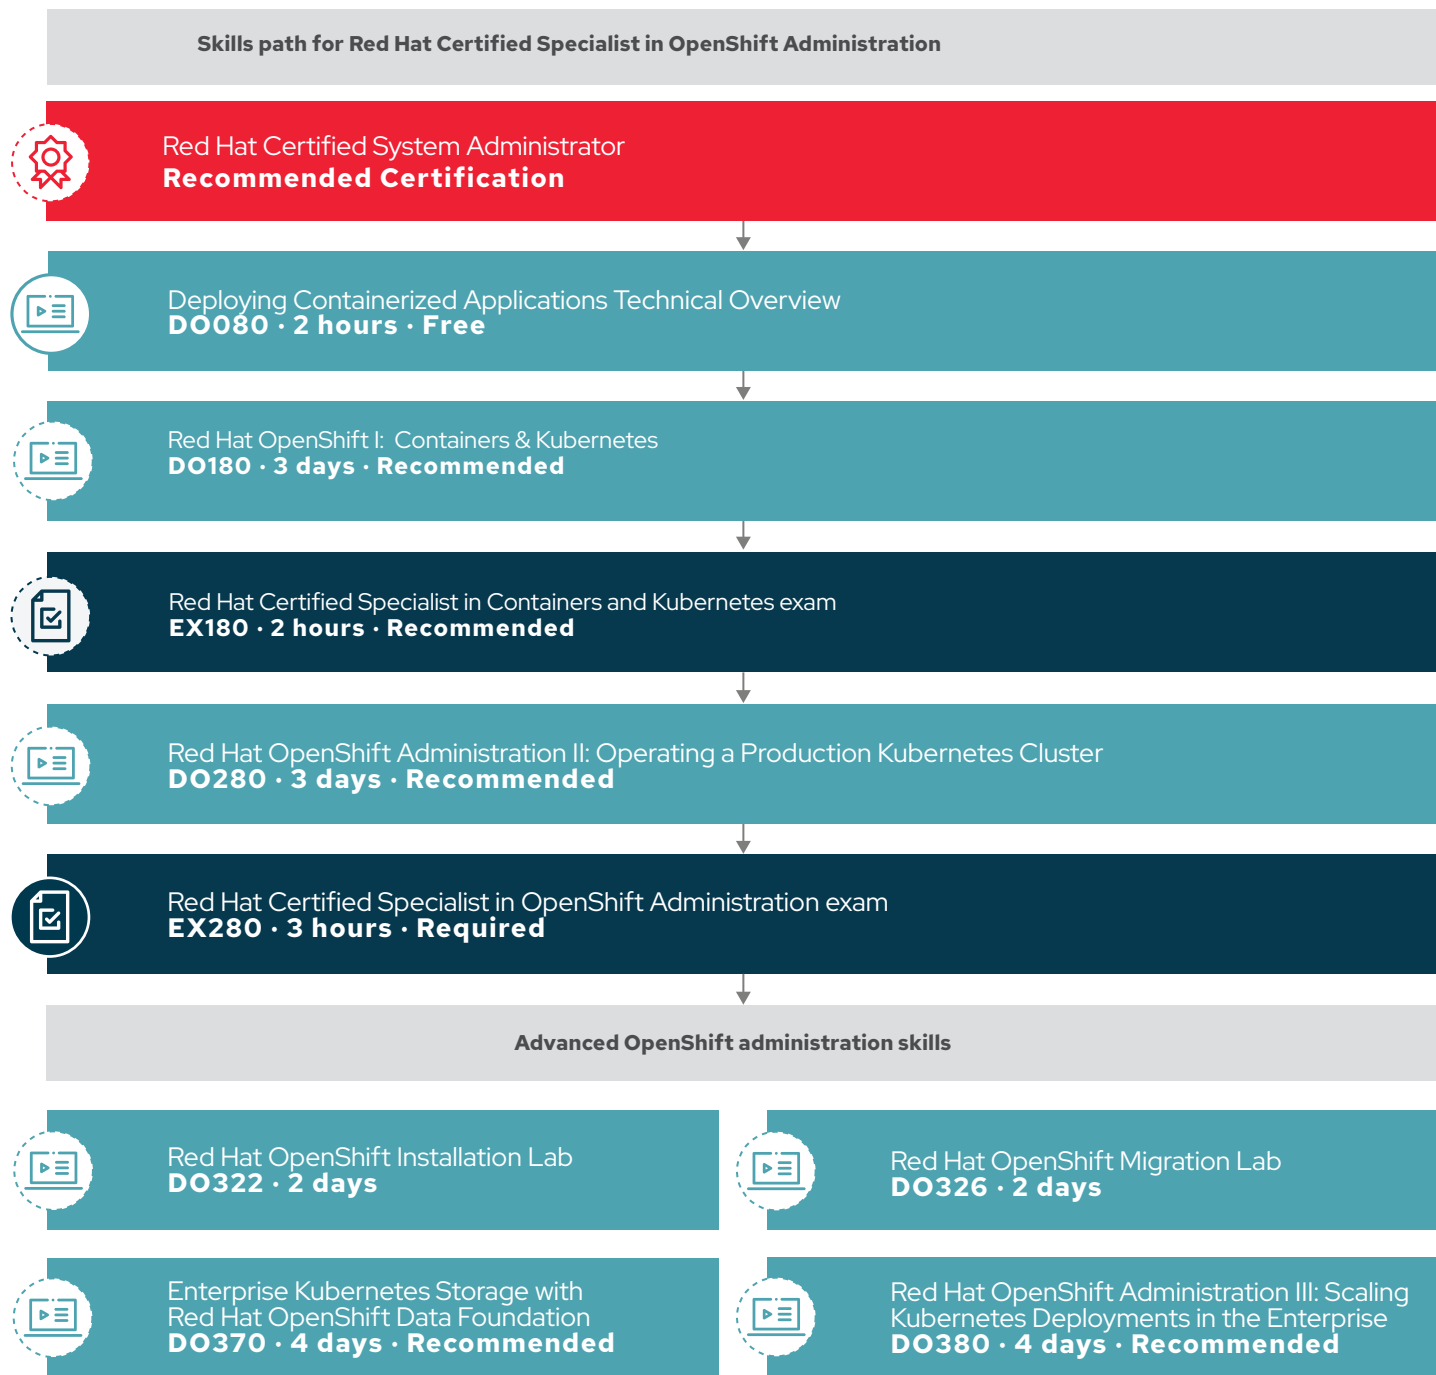 Skills path for Red Hat Certified Specialist in OpenShift Administration
Red Hat Certified System Administrator
Recommended Certification
Deploying Containerized Applications Technical Overview
DO080 · 2 hours · Free
Red Hat OpenShift I:  Containers & Kubernetes
DO180 · 3 days · Recommended
Red Hat Certified Specialist in Containers and Kubernetes exam
EX180 · 2 hours · Recommended
Red Hat OpenShift Administration II: Operating a Production Kubernetes Cluster
DO280 · 3 days · Recommended
Red Hat Certified Specialist in OpenShift Administration exam
EX280 · 3 hours · Required
Advanced OpenShift administration skills
Red Hat OpenShift Installation Lab
DO322 · 2 days
Red Hat OpenShift Migration Lab
DO326 · 2 days
Enterprise Kubernetes Storage with
Red Hat OpenShift Data Foundation
DO370 · 4 days · Recommended
Red Hat OpenShift Administration III: Scaling
Kubernetes Deployments in the Enterprise
DO380 · 4 days · Recommended